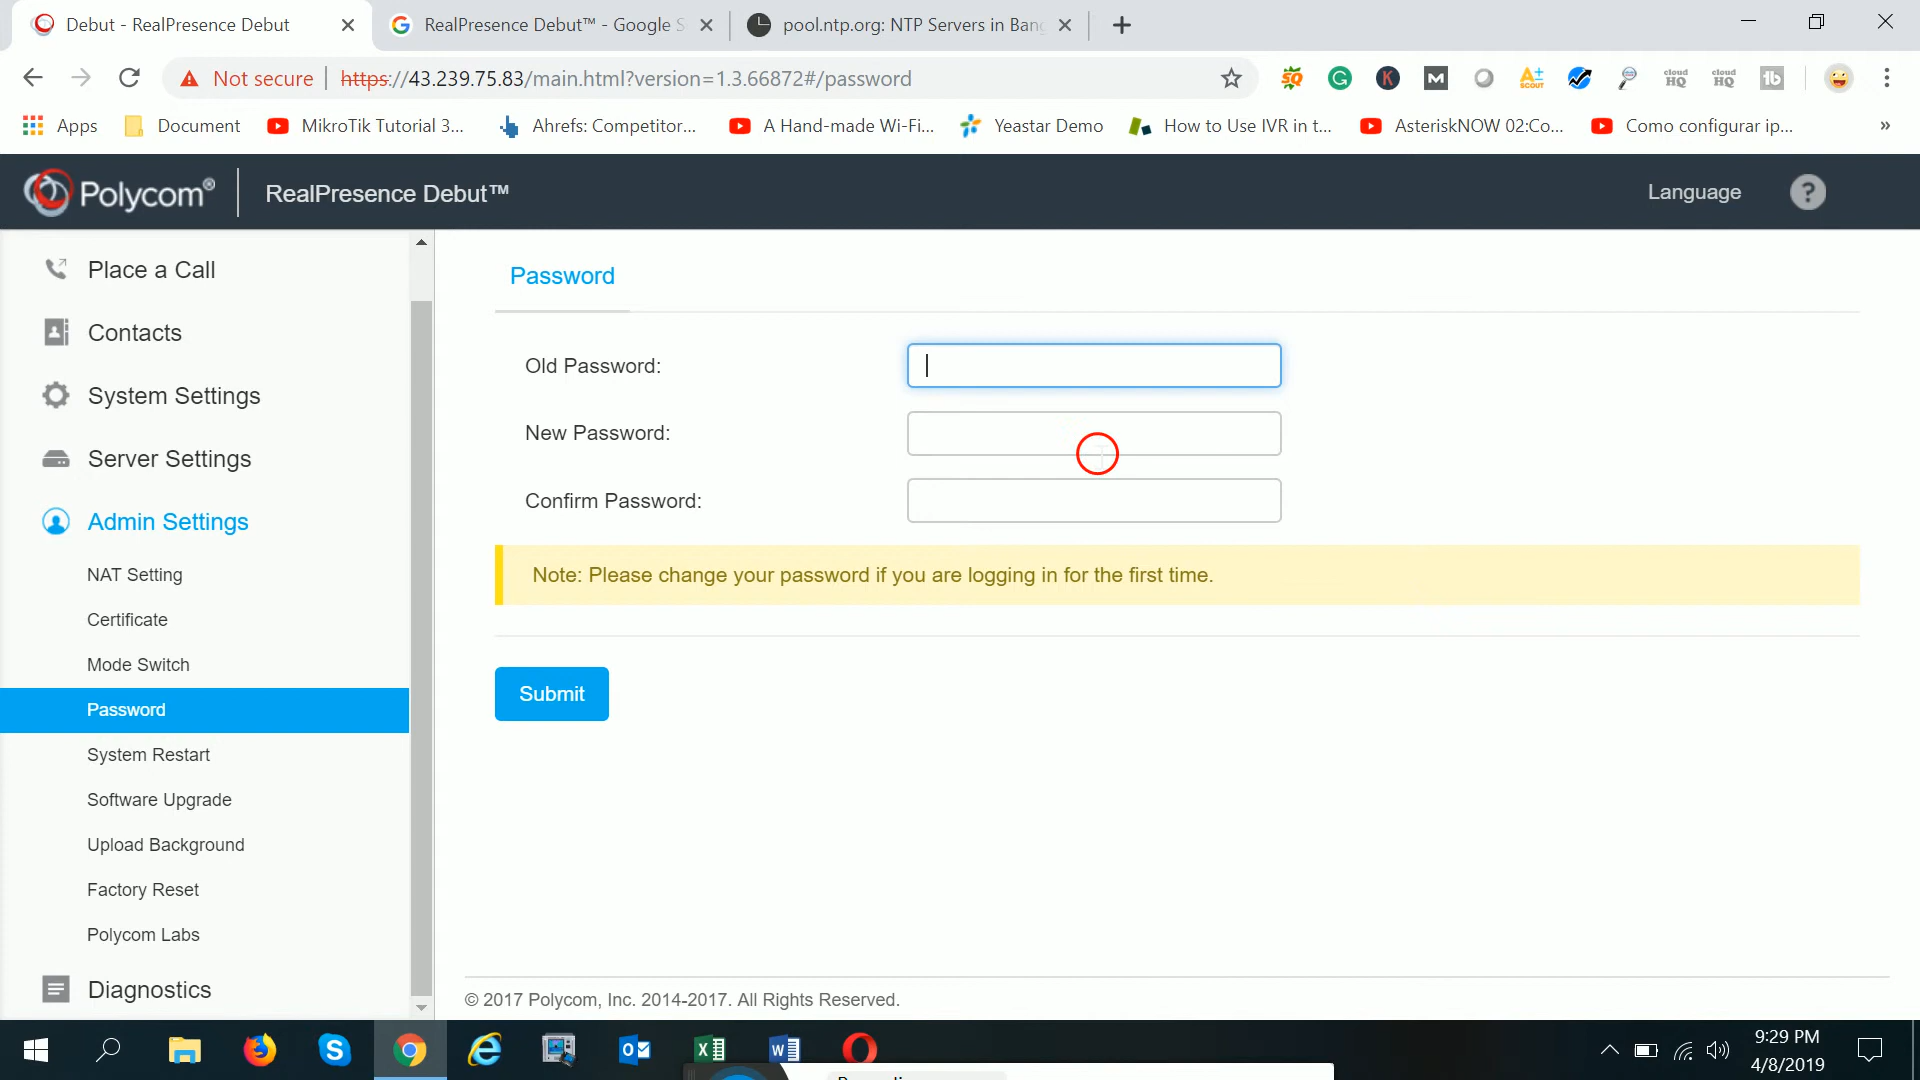 Debut - RealPresence Debut
RealPresence Debut™ - Google S
pool.ntp.org: NTP Servers in Bang
Not secure
https://43.239.75.83/main.html?version=1.3.66872#/password
Apps
Document
MikroTik Tutorial 3...
Ahrefs: Competitor...
A Hand-made Wi-Fi...
Yeastar Demo
How to Use IVR in t...
AsteriskNOW 02:Co...
Como configurar ip...
Polycom®
RealPresence Debut™
Language
Place a Call
Contacts
System Settings
Server Settings
Admin Settings
NAT Setting
Certificate
Mode Switch
Password
System Restart
Software Upgrade
Upload Background
Factory Reset
Polycom Labs
Diagnostics
Password
Old Password:
New Password:
Confirm Password:
Note: Please change your password if you are logging in for the first time.
Submit
© 2017 Polycom, Inc. 2014-2017. All Rights Reserved.
9:29 PM
4/8/2019